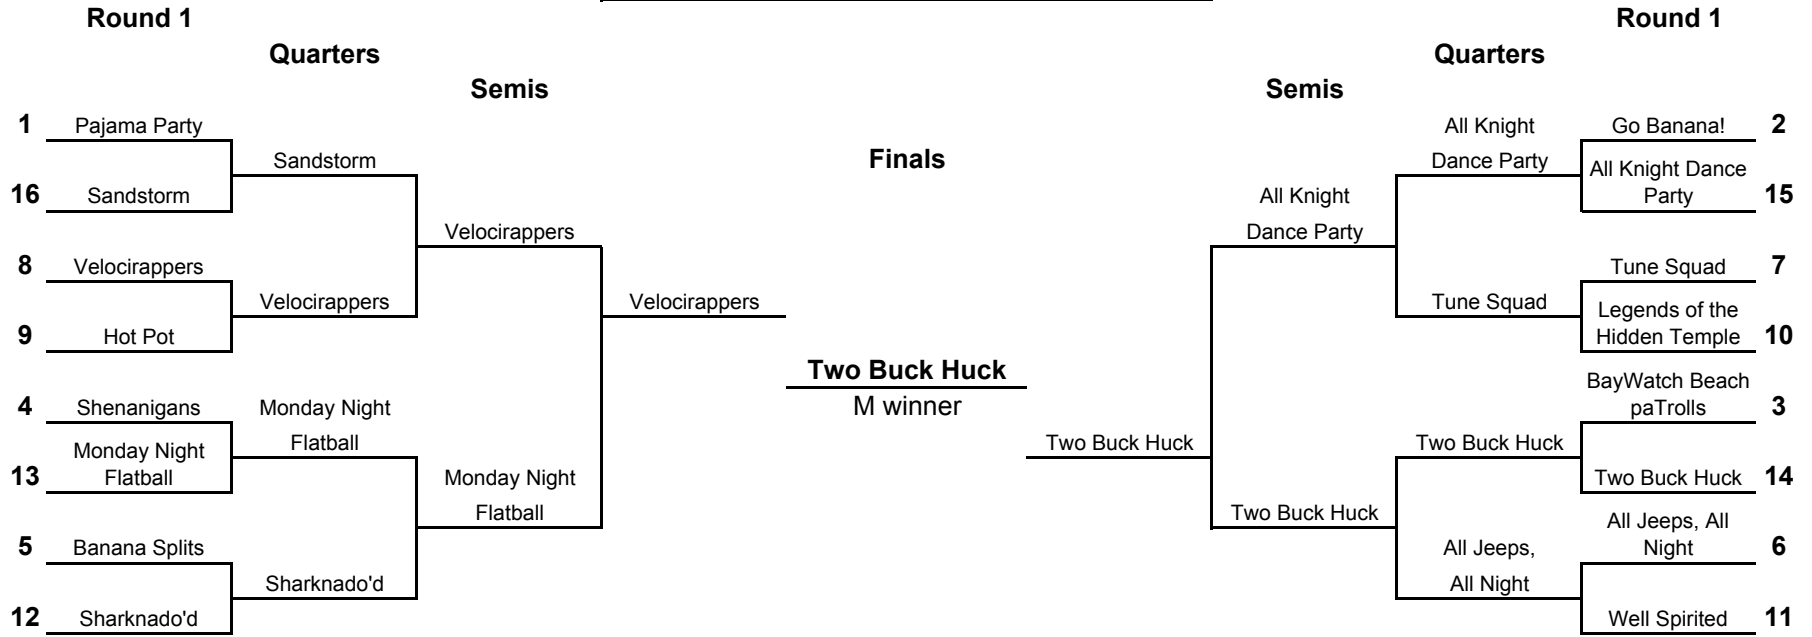 Round 1
Round 1
Quarters
Quarters
Semis
Semis
1 Pajama Party
Sandstorm
16 Sandstorm
Velocirappers
8 Velocirappers
Velocirappers
9 Hot Pot
Velocirappers
4 Shenanigans
Monday Night
Flatball
Monday Night
13 Flatball
Monday Night
Flatball
5 Banana Splits
Sharknado'd
12 Sharknado'd
Finals
Two Buck Huck
M winner
All Knight
Dance Party
Go Banana! 2
All Knight Dance
Party 15
All Knight
Dance Party
Tune Squad 7
Tune Squad
Legends of the
Hidden Temple 10
BayWatch Beach
paTrolls 3
Two Buck Huck
Two Buck Huck
Two Buck Huck 14
Two Buck Huck
All Jeeps, All
Night 6
All Jeeps,
All Night
Well Spirited 11